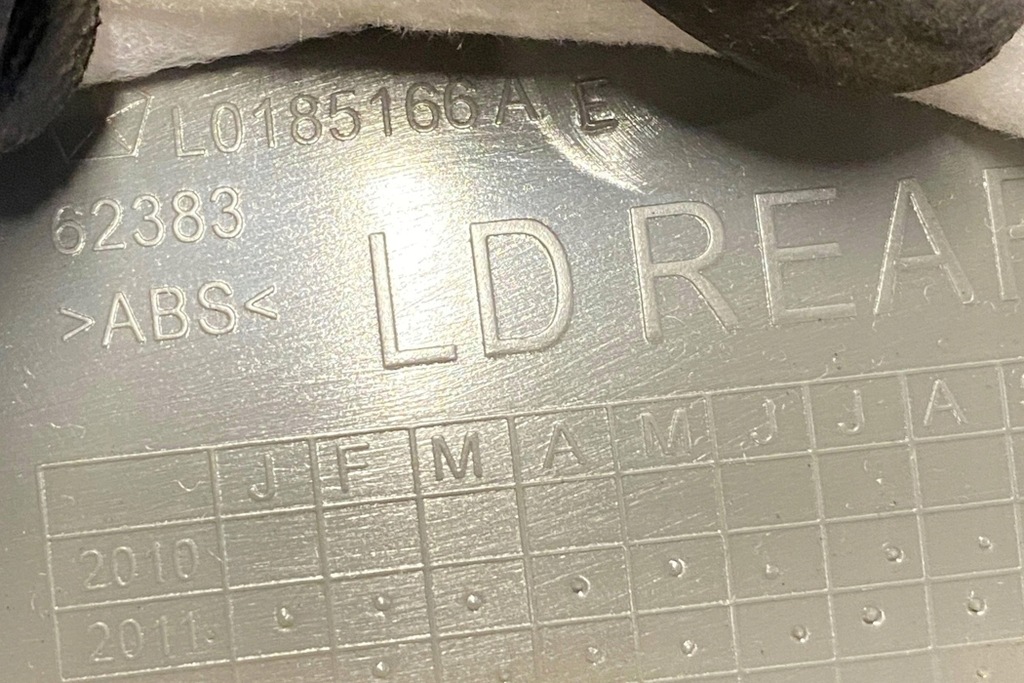 L0185166A E
62383
>ABS<
LD REAR
J F M A M J J A
2010
2011